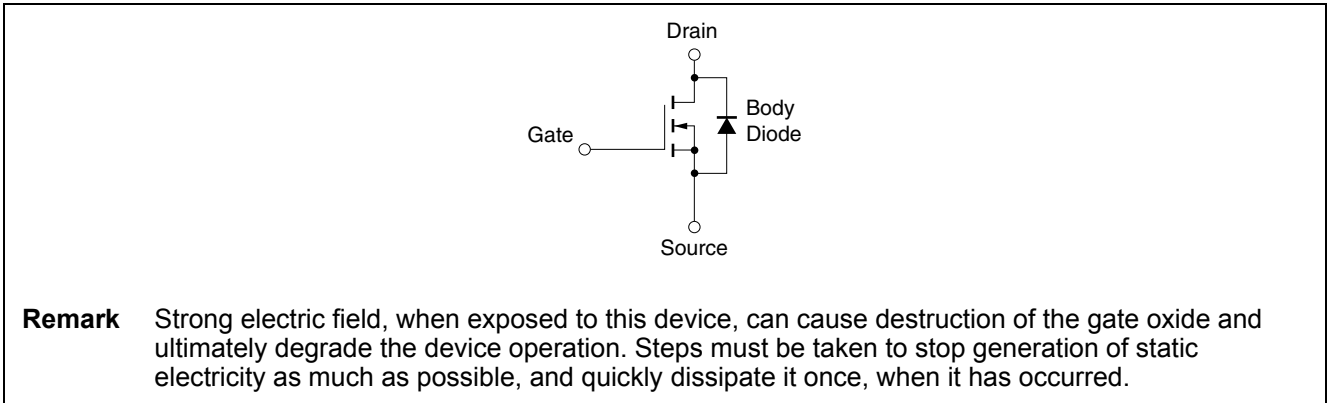 Drain
Body
Diode
Gate
Source
Remark Strong electric field, when exposed to this device, can cause destruction of the gate oxide and
ultimately degrade the device operation. Steps must be taken to stop generation of static
electricity as much as possible, and quickly dissipate it once, when it has occurred.